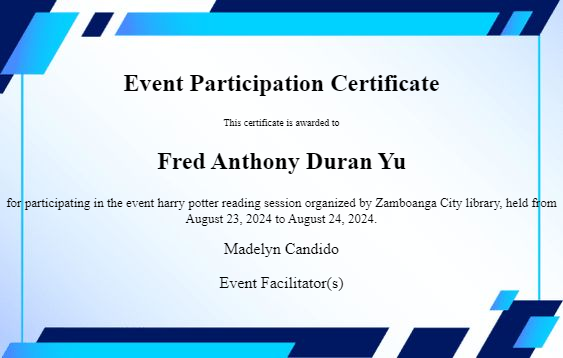 Event Participation Certificate
This certificate is awarded to
Fred Anthony Duran Yu
for participating in the event harry potter reading session organized by Zamboanga City library, held from
August 23, 2024 to August 24, 2024.
Madelyn Candido
Event Facilitator(s)